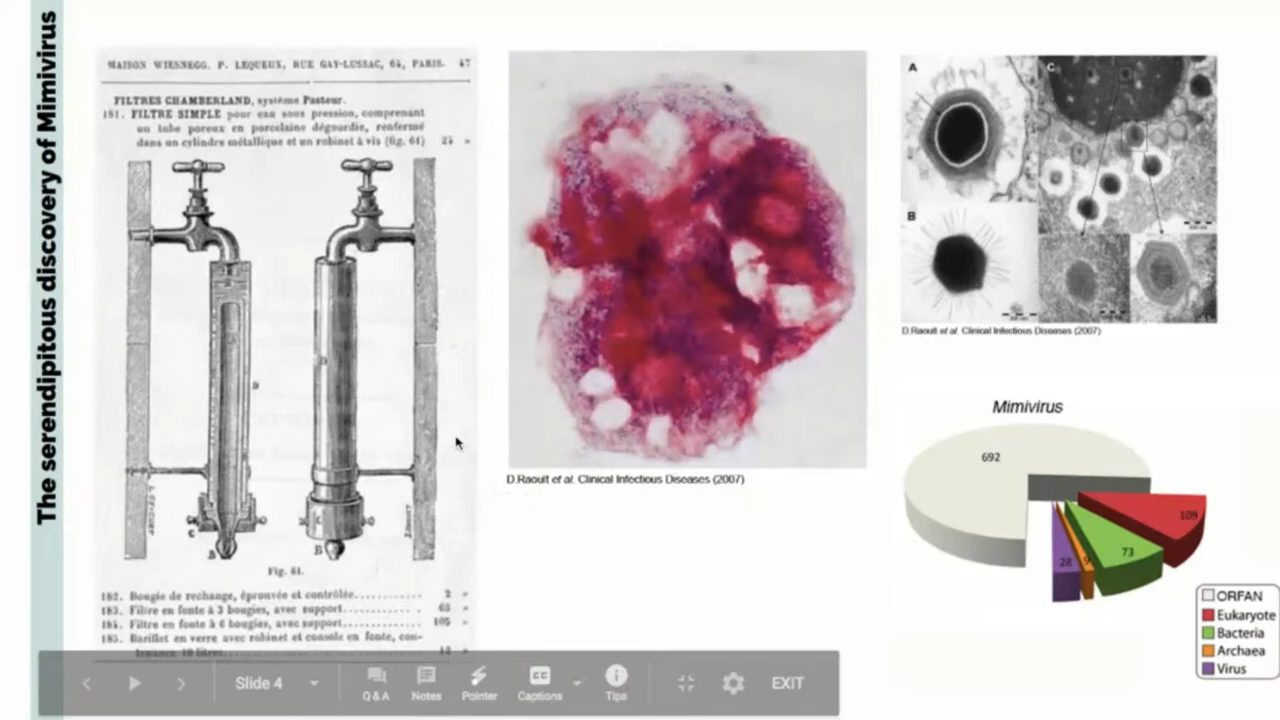 The serendipitous discovery of Mimivirus
MAISON WIESNEGG. P. LEQUEUX, RUE GAY-LUSSAC, 64, PARIS. 47
FILTRES CHAMBERLAND, système Pasteur.
181. FILTRE SIMPLE pour eau sous pression, comprenant
un tube poreux en porcelaine dégourdie, renfermé
dans un cylindre métallique et un robinet à vis (fig. 61)
D
D
C
C
B
B
Fig. 61.
182. Bougie de rechange, éprouvée et contrôlée............ 2 »
183. Filtre en fonte à 3 bougies, avec support............ 65 »
184. Filtre en fonte à 6 bougies, avec support............ 105 »
185. Barillet en verre avec robinet et console en fonte, con-
D.Raoult et al. Clinical Infectious Diseases (2007)
A
B
C
D.Raoult et al. Clinical Infectious Diseases (2007)
Mimivirus
692
109
73
9
28
ORFAN
Eukaryote
Bacteria
Archaea
Virus
Slide 4
Q & A
Notes
Pointer
CC
Captions
Tips
EXIT